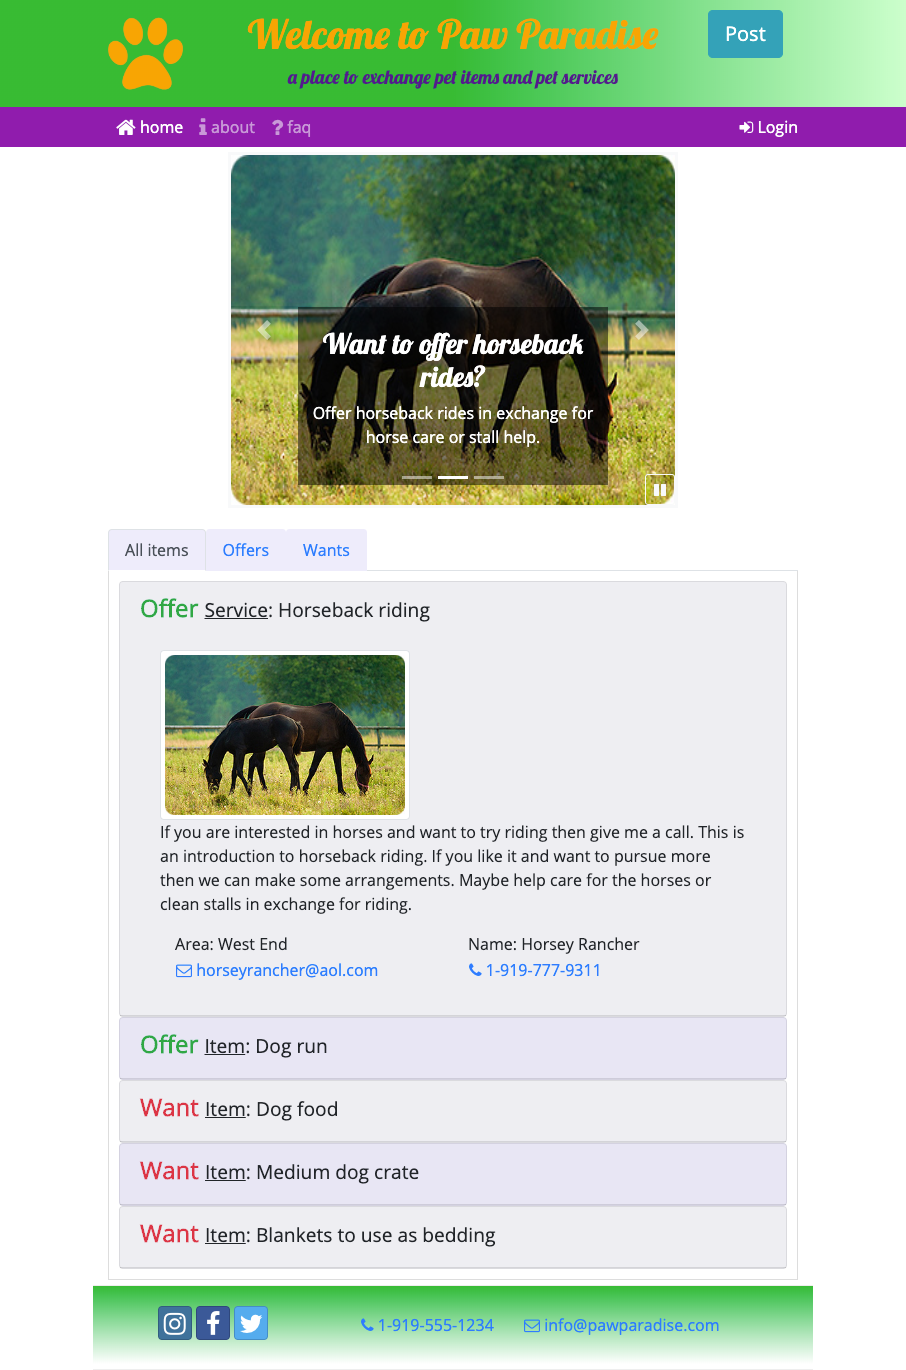 Welcome to Paw Paradise
a place to exchange pet items and pet services
Post
home about faq Login
Want to offer horseback
rides?
Offer horseback rides in exchange for
horse care or stall help.
All items Offers Wants
Offer Service: Horseback riding
If you are interested in horses and want to try riding then give me a call. This is
an introduction to horseback riding. If you like it and want to pursue more
then we can make some arrangements. Maybe help care for the horses or
clean stalls in exchange for riding.
Area: West End Name: Horsey Rancher
horseyrancher@aol.com 1-919-777-9311
Offer Item: Dog run
Want Item: Dog food
Want Item: Medium dog crate
Want Item: Blankets to use as bedding
1-919-555-1234 info@pawparadise.com